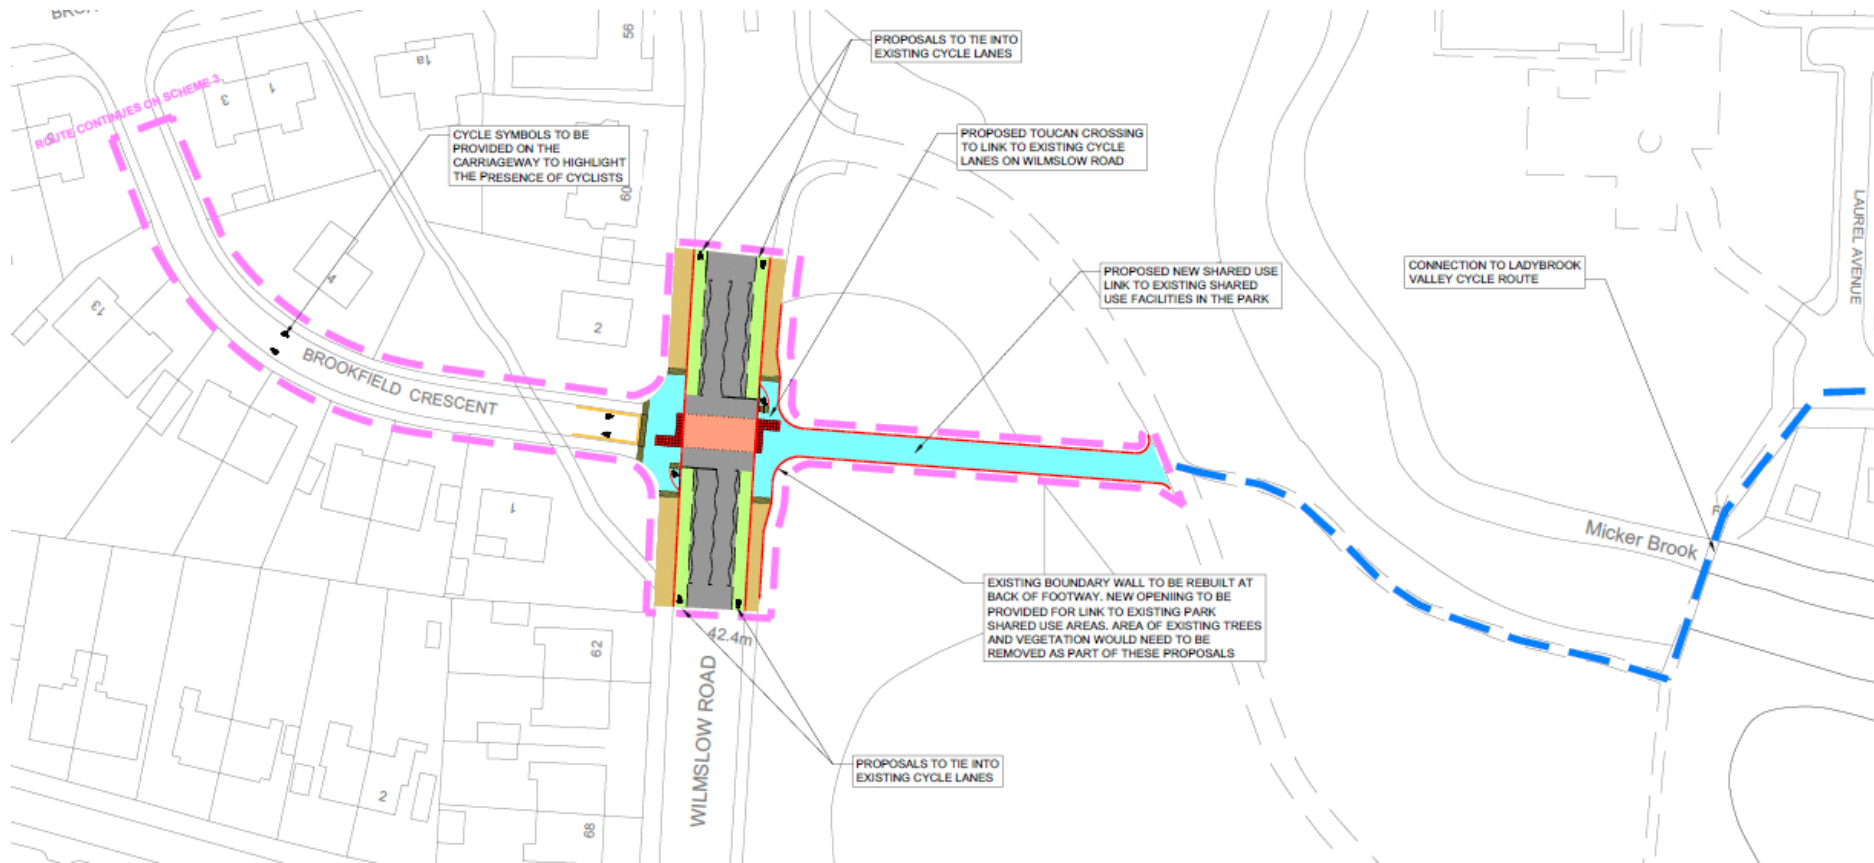 BRO
56
1a
PROPOSALS TO TIE INTO
EXISTING CYCLE LANES
ROUTE CONTINUES ON SCHEME 3
3
1
CYCLE SYMBOLS TO BE
PROVIDED ON THE
CARRIAGEWAY TO HIGHLIGHT
THE PRESENCE OF CYCLISTS
60
PROPOSED TOUCAN CROSSING
TO LINK TO EXISTING CYCLE
LANES ON WILMSLOW ROAD
LAUREL AVENUE
PROPOSED NEW SHARED USE
LINK TO EXISTING SHARED
USE FACILITIES IN THE PARK
CONNECTION TO LADYBROOK
VALLEY CYCLE ROUTE
4
13
2
BROOKFIELD CRESCENT
1
Micker Brook
EXISTING BOUNDARY WALL TO BE REBUILT AT
BACK OF FOOTWAY. NEW OPENING TO BE
PROVIDED FOR LINK TO EXISTING PARK
SHARED USE AREAS. AREA OF EXISTING TREES
AND VEGETATION WOULD NEED TO BE
REMOVED AS PART OF THESE PROPOSALS
42.4m
62
WILMSLOW ROAD
PROPOSALS TO TIE INTO
EXISTING CYCLE LANES
2
68